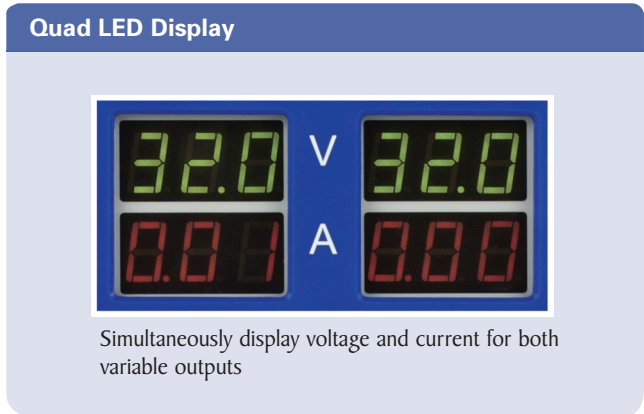 Quad LED Display
32.0 V 32.0
0.01 A 0.00
Simultaneously display voltage and current for both
variable outputs